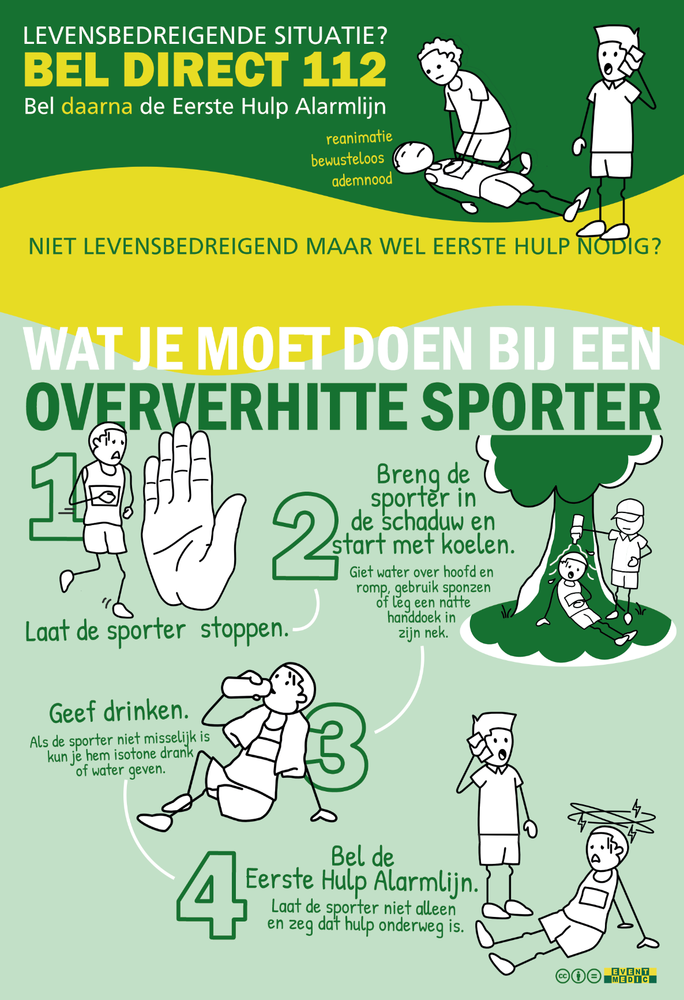 LEVENSBEDREIGENDE SITUATIE?
BEL DIRECT 112
Bel daarna de Eerste Hulp Alarmlijn
reanimatie
bewusteloos
ademnood
NIET LEVENSBEDREIGEND MAAR WEL EERSTE HULP NODIG?
WAT JE MOET DOEN BIJ EEN
OVERVERHITTE SPORTER
1
Laat de sporter stoppen.
2
Breng de
sporter in
de schaduw en
start met koelen.
Giet water over hoofd en
romp, gebruik sponzen
of leg een natte
handdoek in
zijn nek.
3
Geef drinken.
Als de sporter niet misselijk is
kun je hem isotone drank
of water geven.
4
Bel de
Eerste Hulp Alarmlijn.
Laat de sporter niet alleen
en zeg dat hulp onderweg is.
cc
EVENT
MEDIC